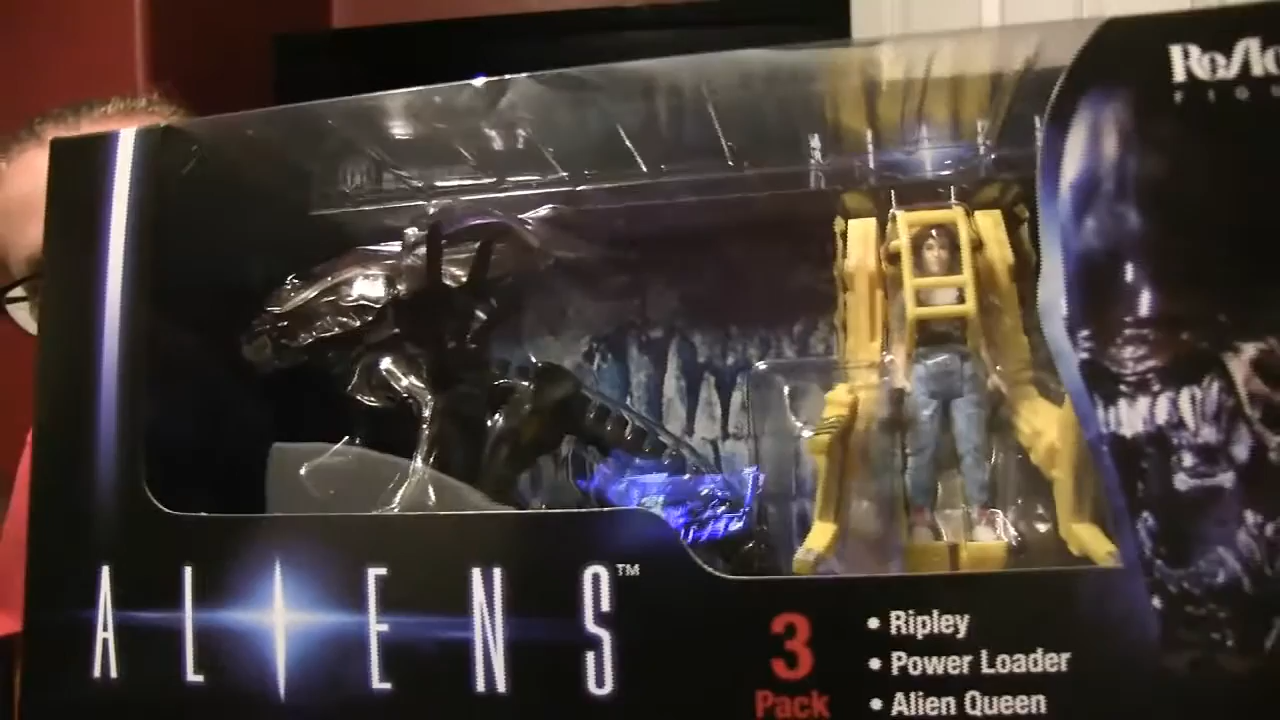 ALIENS™
3
Pack
• Ripley
• Power Loader
• Alien Queen